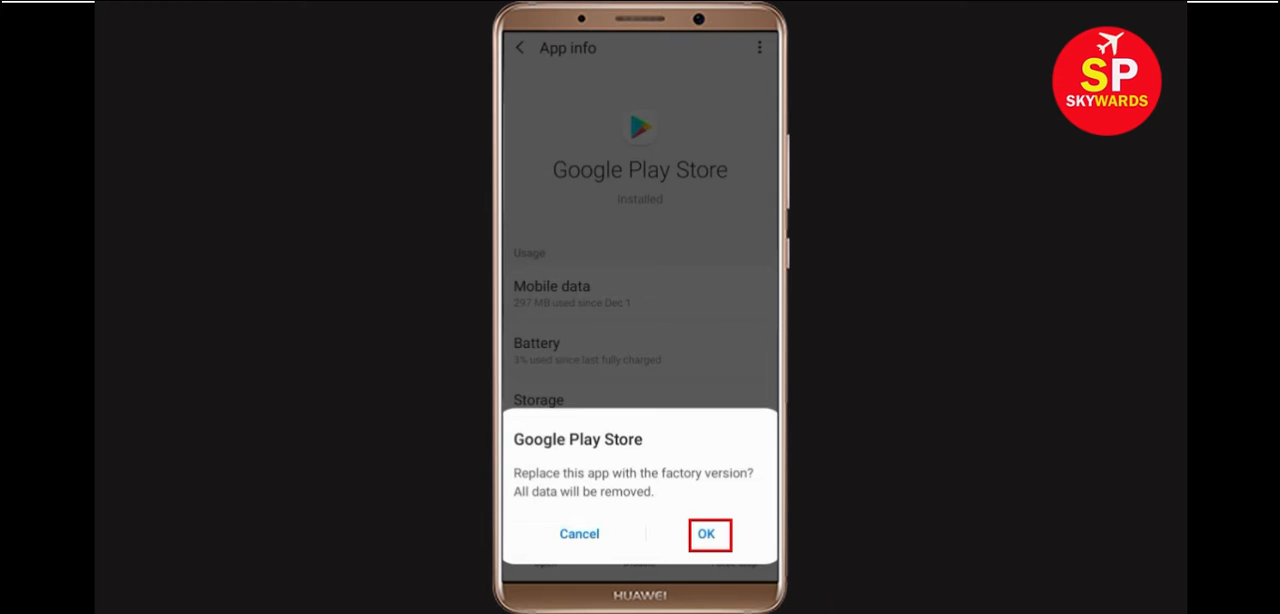 App info
SP
SKYWARDS
Google Play Store
Installed
Usage
Mobile data
297 MB used since Dec 1
Battery
3% used since last fully charged
Storage
Google Play Store
Replace this app with the factory version?
All data will be removed.
Cancel
OK
HUAWEI